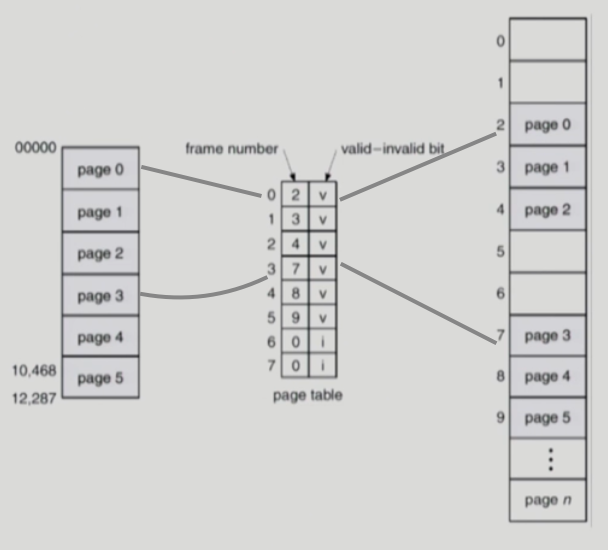 00000
page 0
page 1
page 2
page 3
page 4
10,468
page 5
12,287
frame number
valid–invalid bit
0 2 v
1 3 v
2 4 v
3 7 v
4 8 v
5 9 v
6 0 i
7 0 i
page table
0
1
2 page 0
3 page 1
4 page 2
5
6
7 page 3
8 page 4
9 page 5
⋮
page n